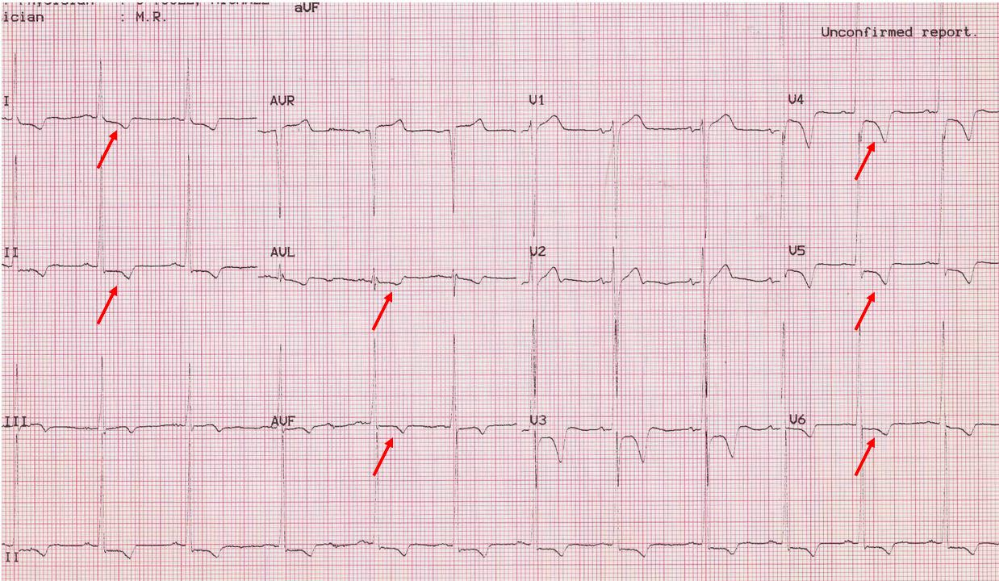 aVF
ician : M.R.
Unconfirmed report.
I AVR V1 V4
II AVL V2 V5
III AVF V3 V6
II